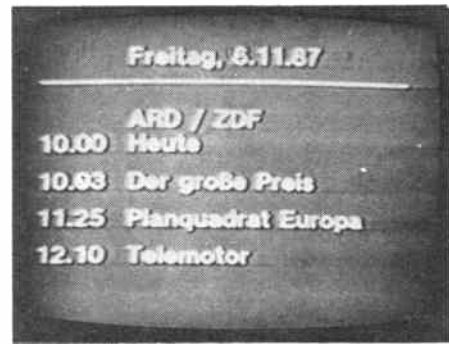 Freitag, 6.11.87
ARD / ZDF
10.00 Heute
10.03 Der große Preis
11.25 Planquadrat Europa
12.10 Telemotor